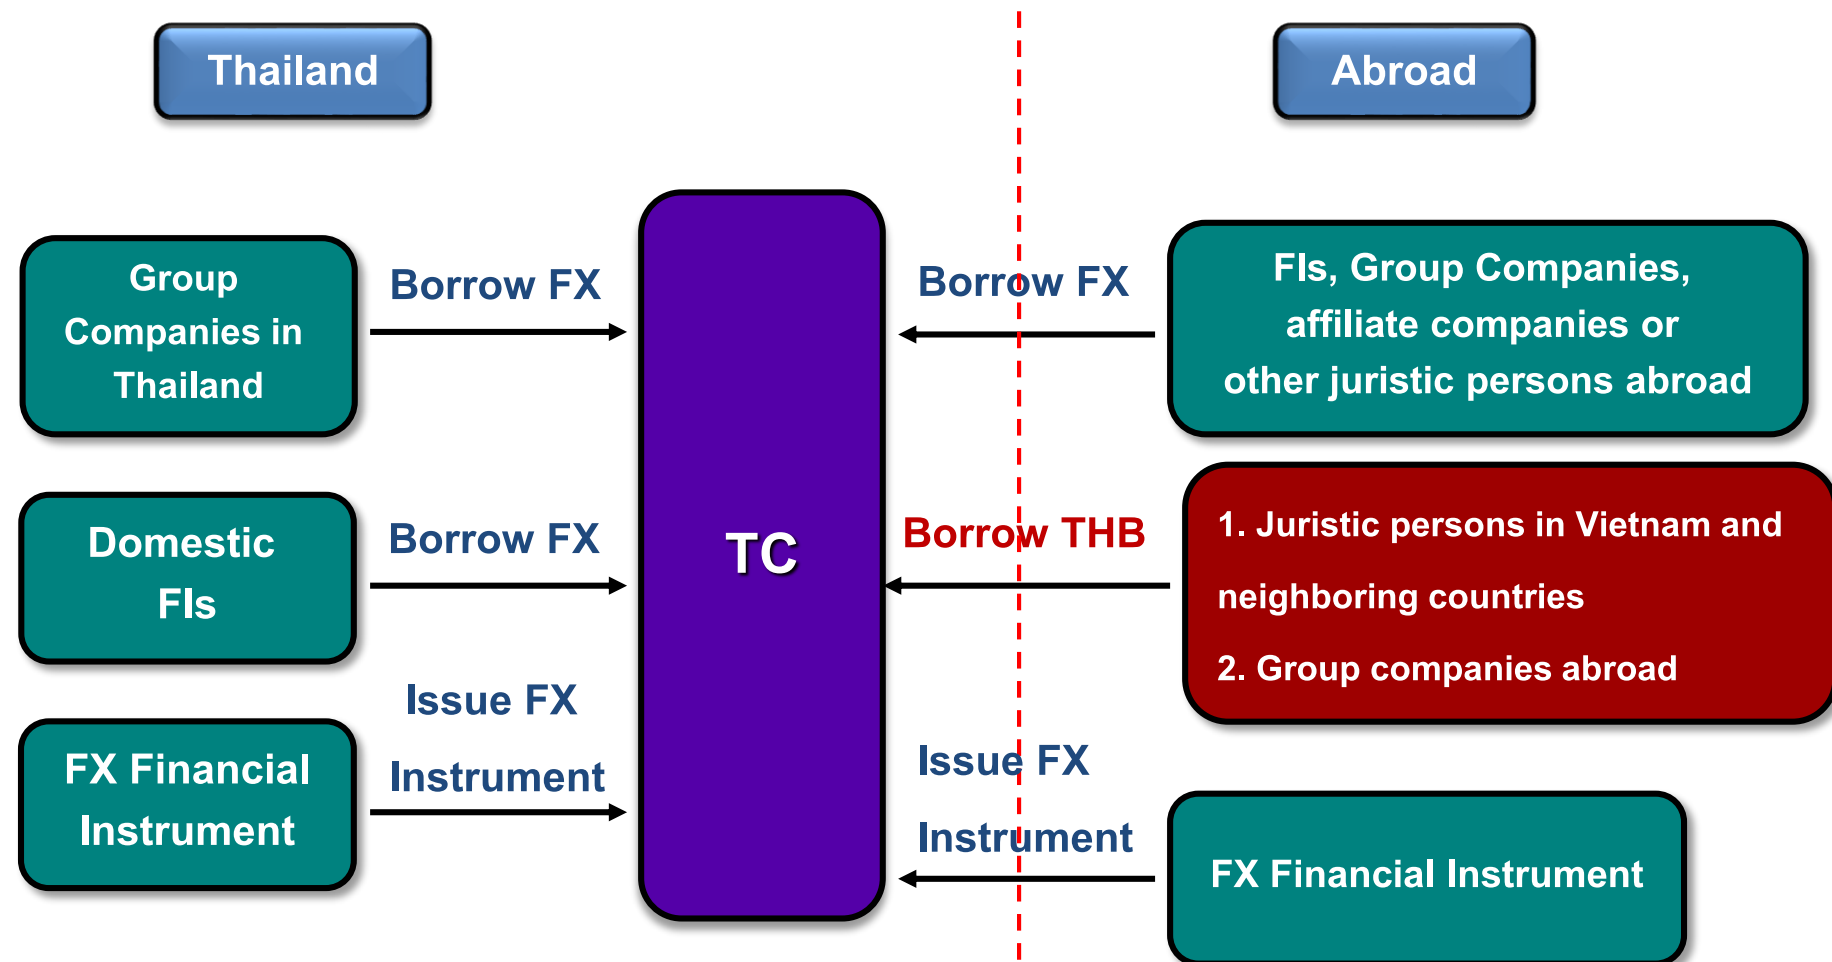 Thailand
Abroad
Group
Companies in
Thailand
Borrow FX
Borrow FX
FIs, Group Companies,
affiliate companies or
other juristic persons abroad
Domestic
FIs
Borrow FX
TC
Borrow THB
1. Juristic persons in Vietnam and
neighboring countries
2. Group companies abroad
FX Financial
Instrument
Issue FX
Instrument
Issue FX
Instrument
FX Financial Instrument